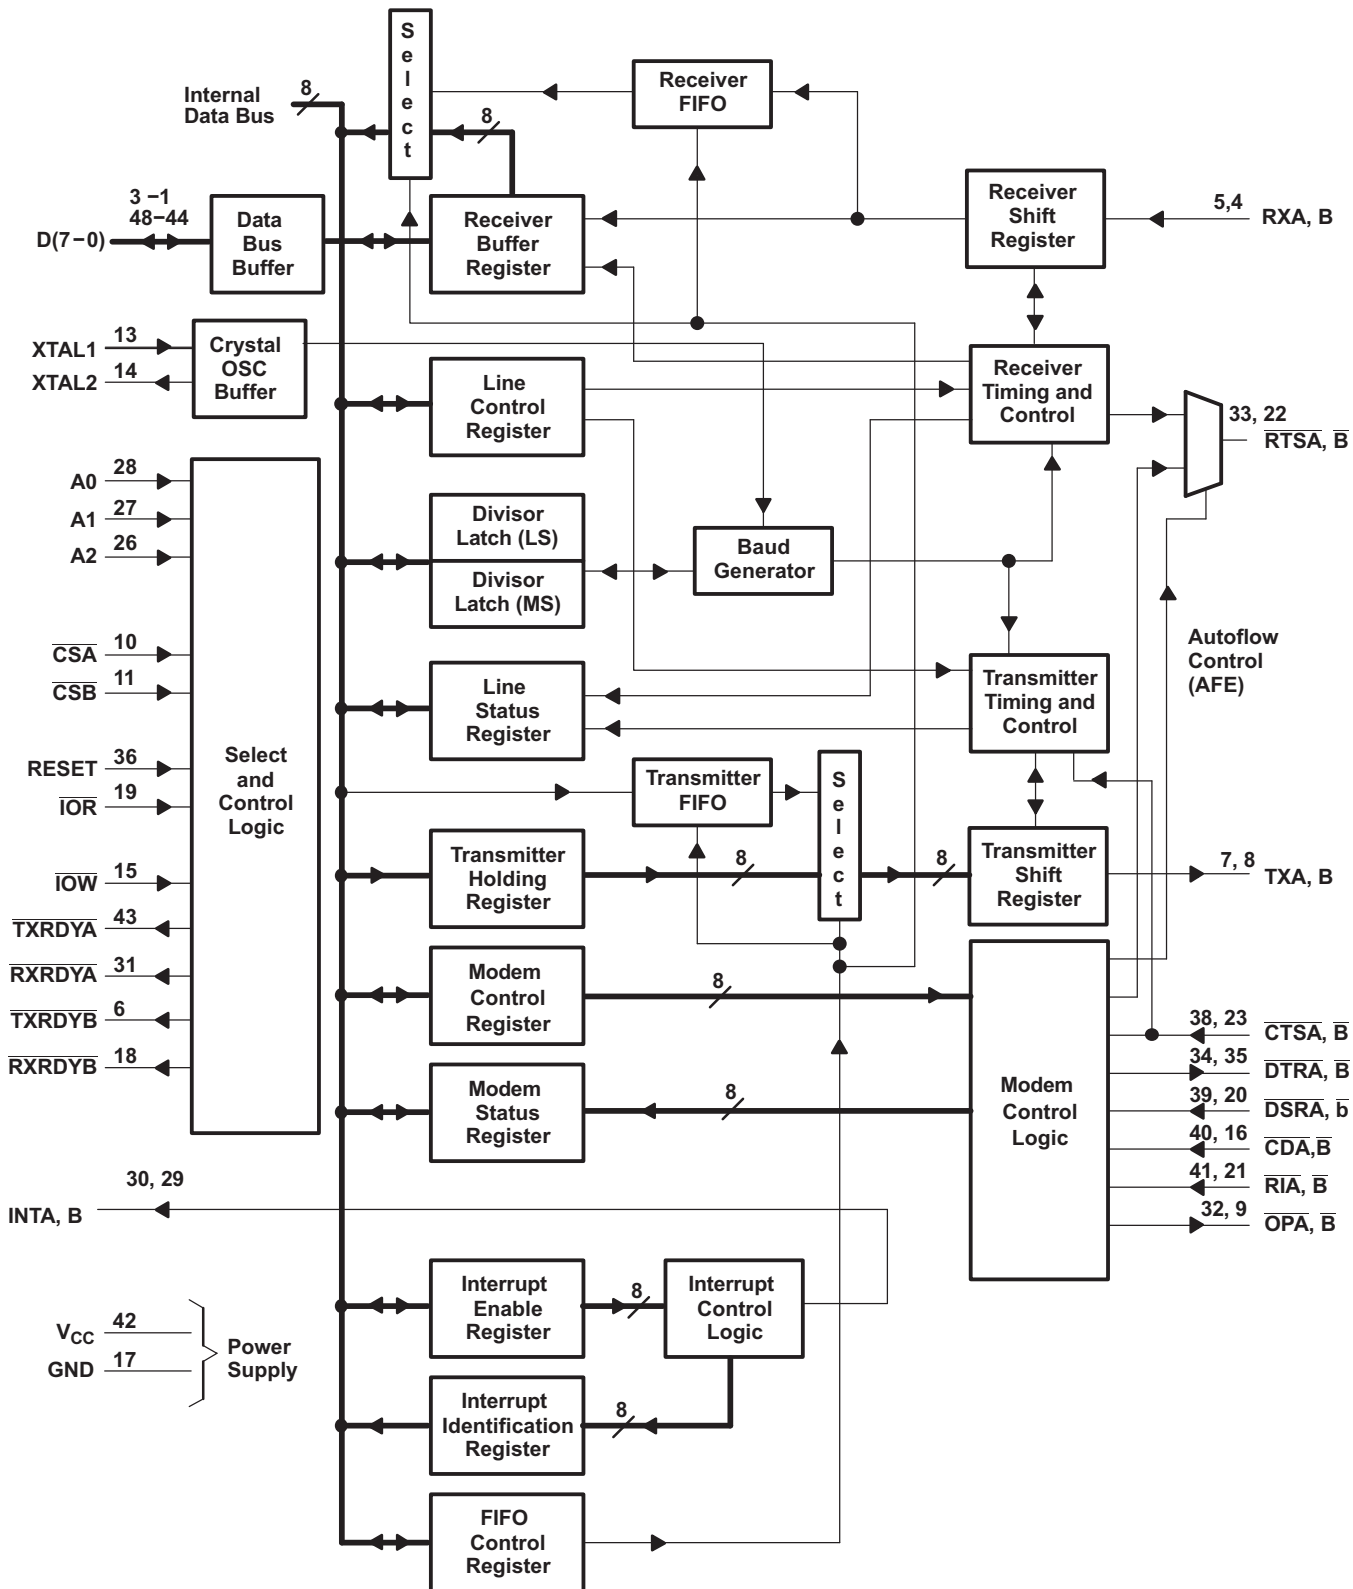 S
e
l
e
c
t
8
Internal
Data Bus
8
Receiver
FIFO
3 −1
48−44
D(7−0)
Data
Bus
Buffer
Receiver
Buffer
Register
Receiver
Shift
Register
5,4
RXA, B
XTAL1
13
XTAL2
14
Crystal
OSC
Buffer
Line
Control
Register
Receiver
Timing and
Control
33, 22
RTSA, B
A0
28
A1
27
A2
26
Divisor
Latch (LS)
Divisor
Latch (MS)
Baud
Generator
CSA
10
CSB
11
Line
Status
Register
Transmitter
Timing and
Control
Autoflow
Control
(AFE)
RESET
36
IOR
19
Select
and
Control
Logic
Transmitter
FIFO
S
e
l
e
c
t
IOW
15
Transmitter
Holding
Register
8
8
Transmitter
Shift
Register
7, 8
TXA, B
TXRDYA
43
RXRDYA
31
TXRDYB
6
RXRDYB
18
Modem
Control
Register
8
Modem
Status
Register
8
Modem
Control
Logic
38, 23
CTSA, B
34, 35
DTRA, B
39, 20
DSRA, b
40, 16
CDA,B
41, 21
RIA, B
32, 9
OPA, B
30, 29
INTA, B
Interrupt
Enable
Register
8
Interrupt
Control
Logic
VCC
42
GND
17
Power
Supply
Interrupt
Identification
Register
8
FIFO
Control
Register